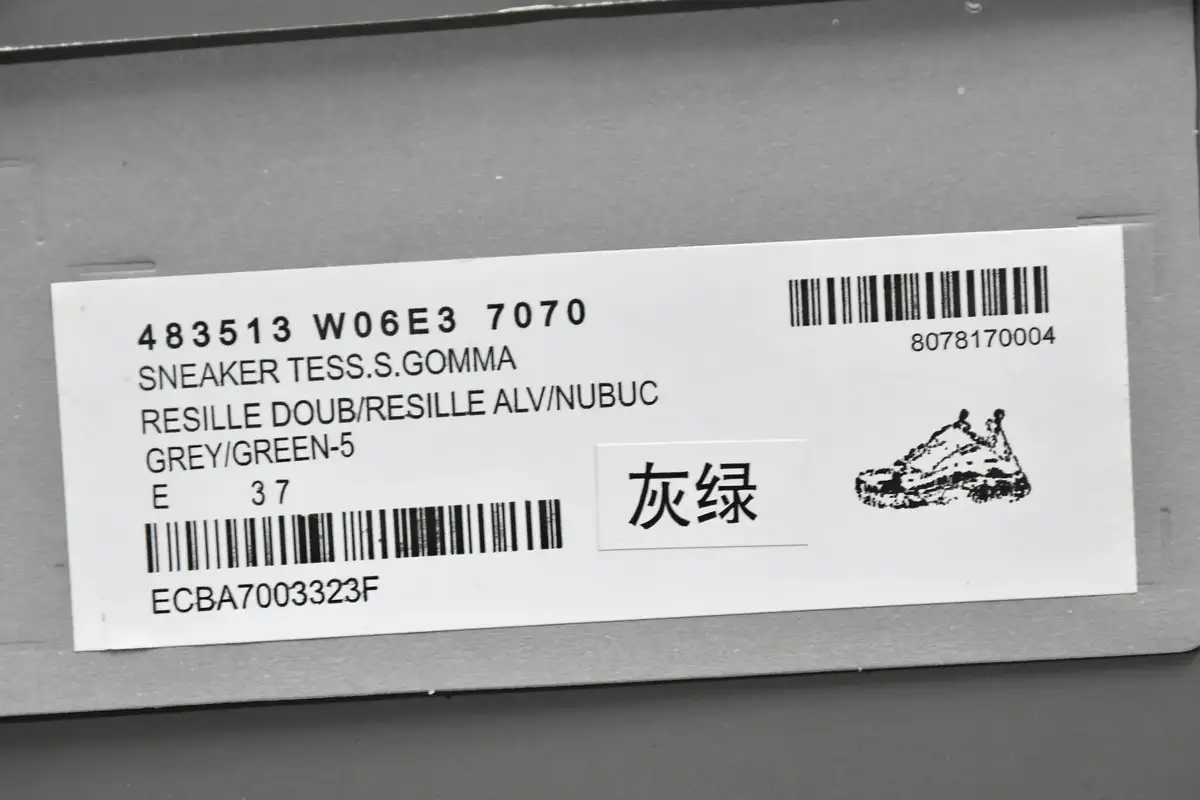 483513 W06E3 7070
SNEAKER TESS.S.GOMMA
RESILLE DOUB/RESILLE ALV/NUBUC
GREY/GREEN-5
E 37
ECBA7003323F
8078170004
灰绿